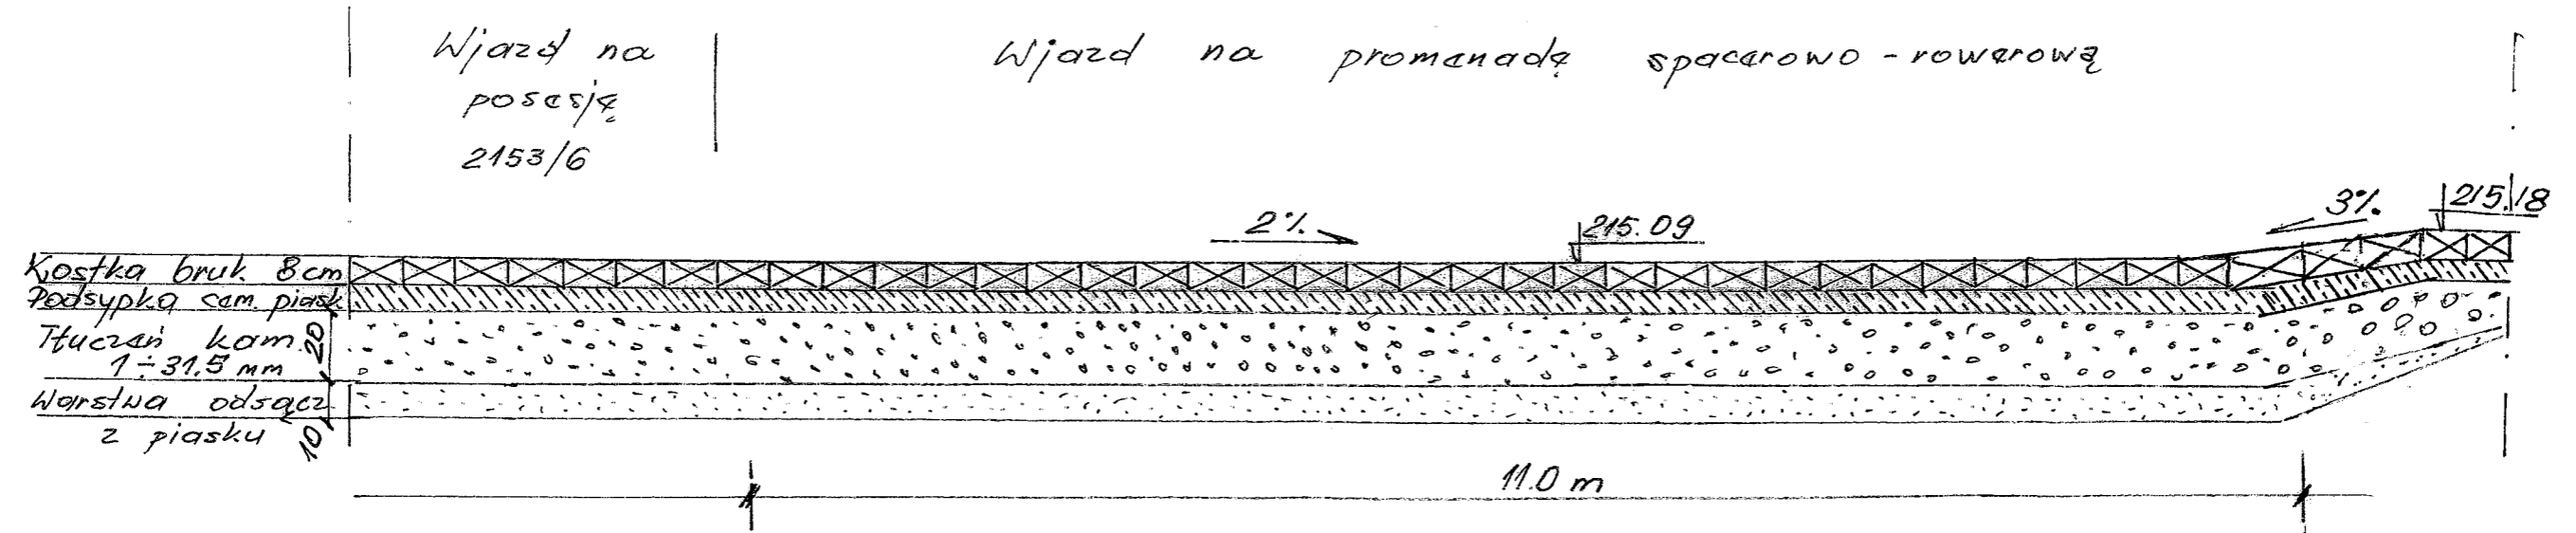 Wjazd na
posesję
2153/6
Wjazd na promenadę spacerowo-rowerową
2%
215.09
3%
215.18
Kostka bruk. 8cm
Podsypka cem. piask
Tłuczeń kam.
1÷31.5 mm
20
Warstwa odsącz
z piasku
10
11.0 m